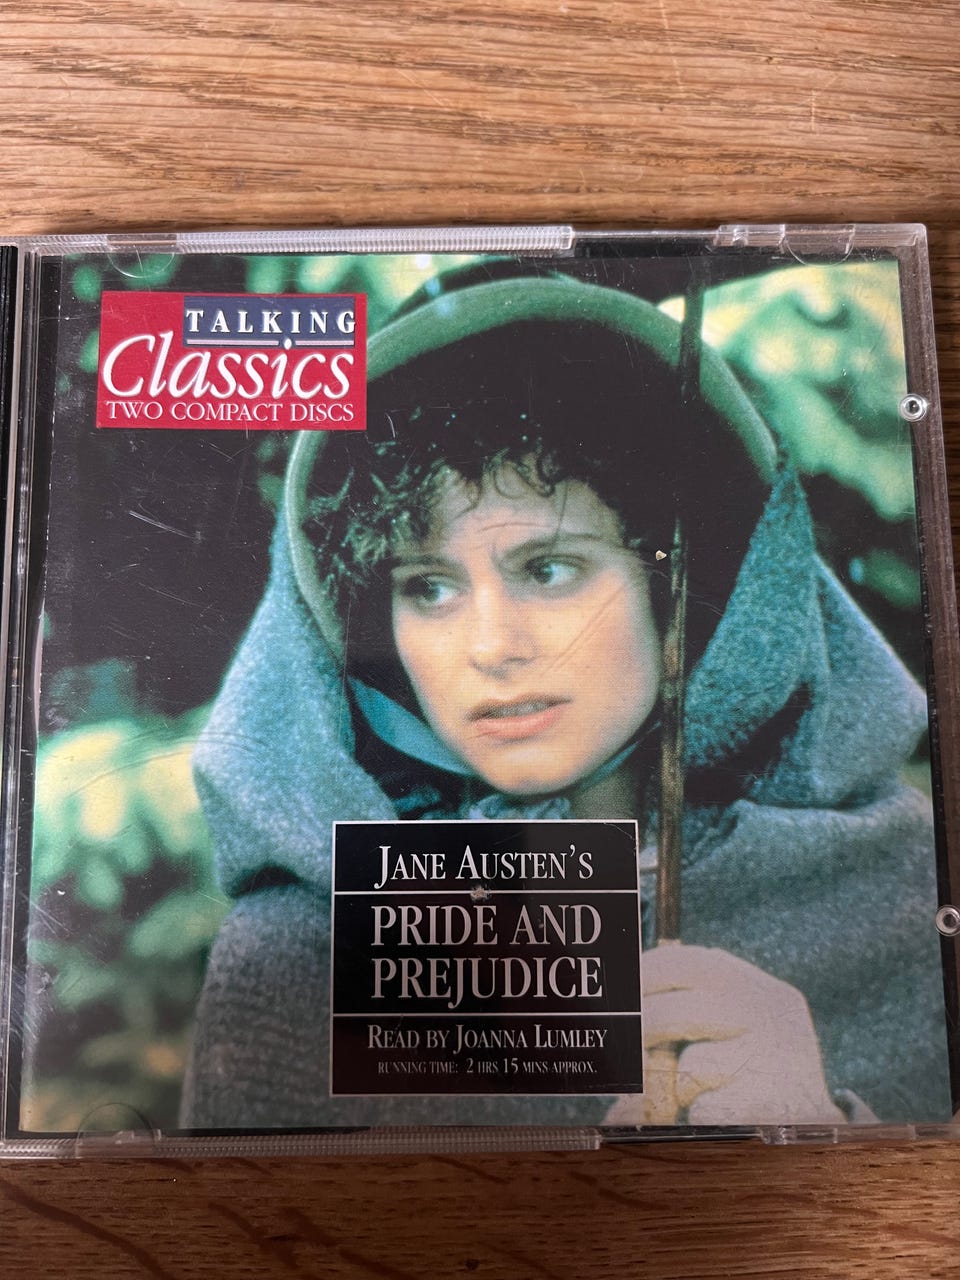 TALKING
Classics
TWO COMPACT DISCS
JANE AUSTEN'S
PRIDE AND
PREJUDICE
READ BY JOANNA LUMLEY
RUNNING TIME: 2 HRS 15 MINS APPROX.